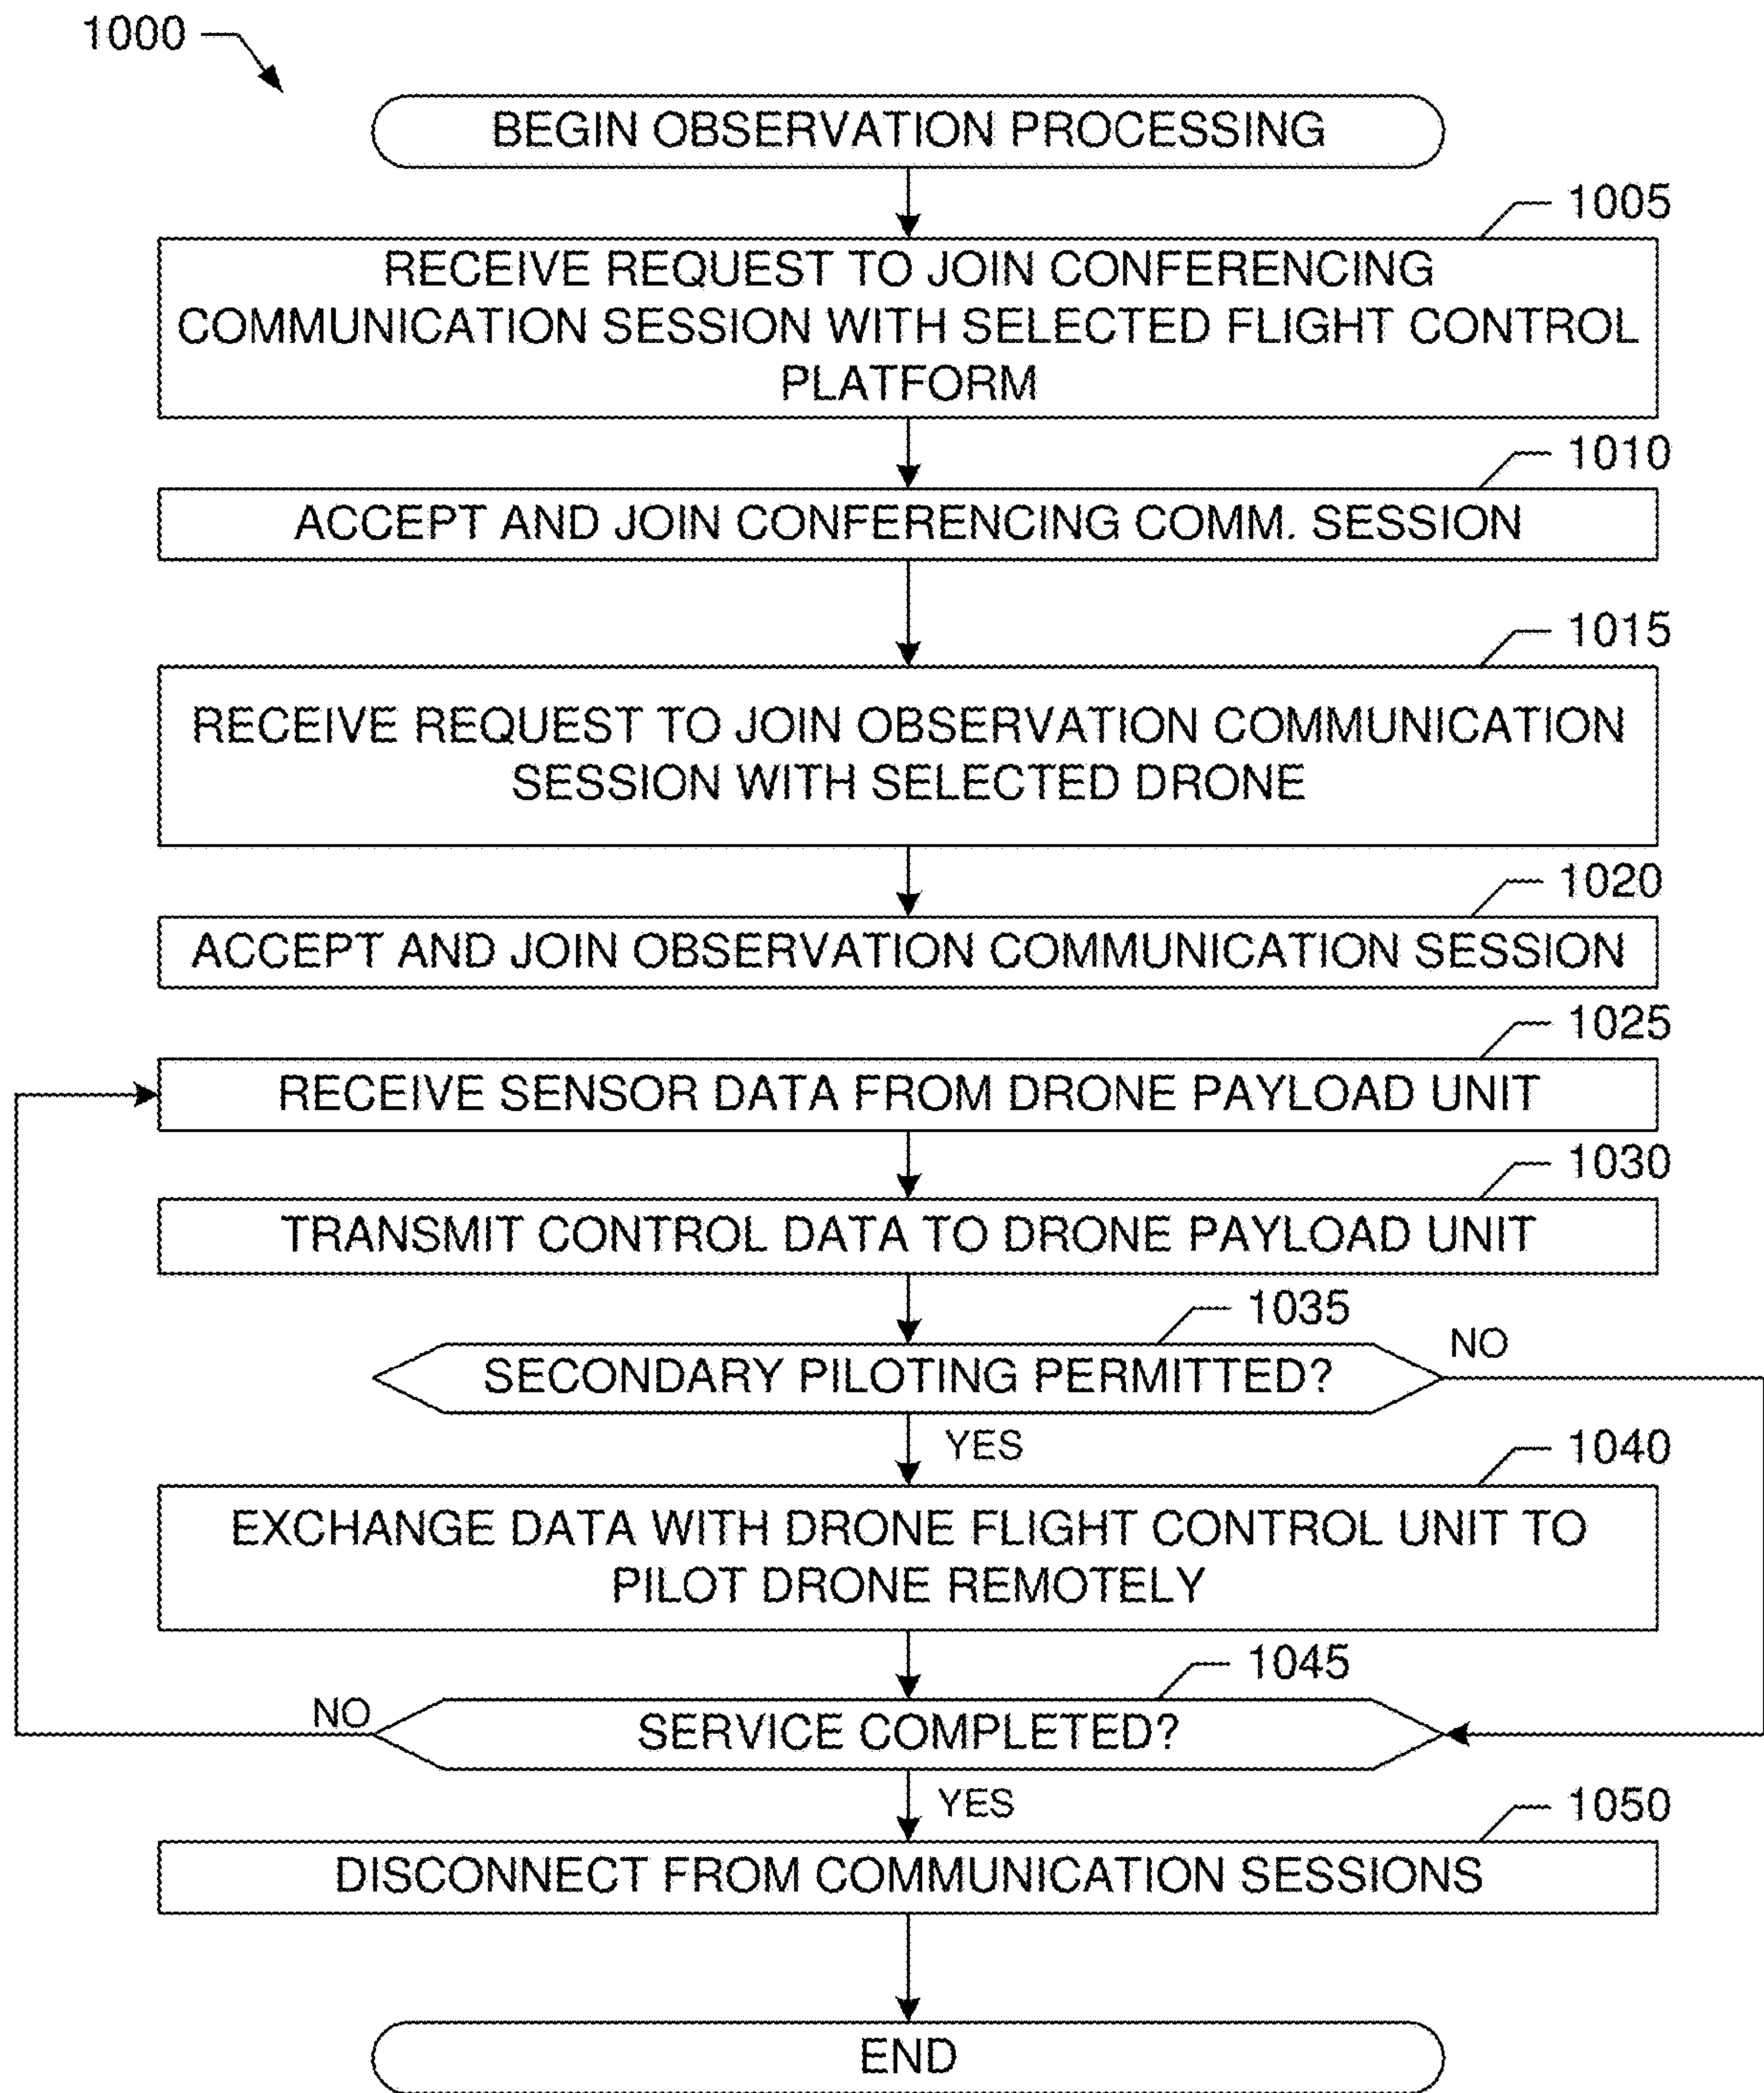 1000
BEGIN OBSERVATION PROCESSING
1005
RECEIVE REQUEST TO JOIN CONFERENCING
COMMUNICATION SESSION WITH SELECTED FLIGHT CONTROL
PLATFORM
1010
ACCEPT AND JOIN CONFERENCING COMM. SESSION
1015
RECEIVE REQUEST TO JOIN OBSERVATION COMMUNICATION
SESSION WITH SELECTED DRONE
1020
ACCEPT AND JOIN OBSERVATION COMMUNICATION SESSION
1025
RECEIVE SENSOR DATA FROM DRONE PAYLOAD UNIT
1030
TRANSMIT CONTROL DATA TO DRONE PAYLOAD UNIT
1035
SECONDARY PILOTING PERMITTED?
NO
YES
1040
EXCHANGE DATA WITH DRONE FLIGHT CONTROL UNIT TO
PILOT DRONE REMOTELY
1045
NO
SERVICE COMPLETED?
YES
1050
DISCONNECT FROM COMMUNICATION SESSIONS
END